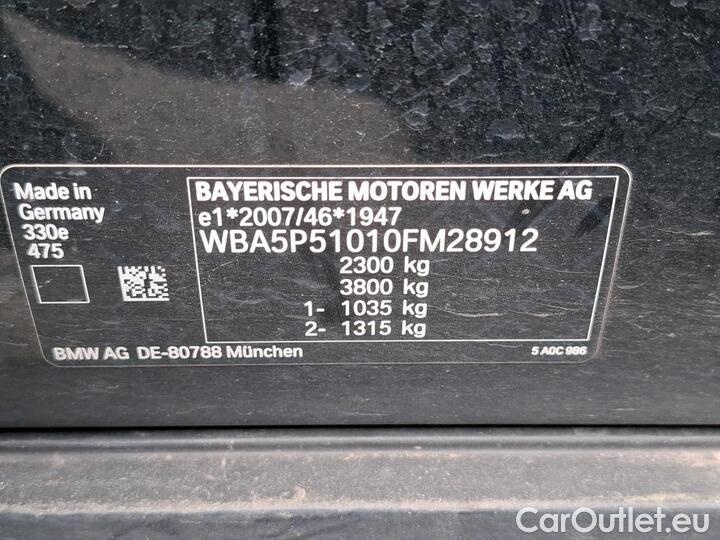 Made in
Germany
330e
475
BAYERISCHE MOTOREN WERKE AG
e1*2007/46*1947
WBA5P51010FM28912
2300 kg
3800 kg
1- 1035 kg
2- 1315 kg
BMW AG DE-80788 München
5 A0C 986
CarOutlet.eu